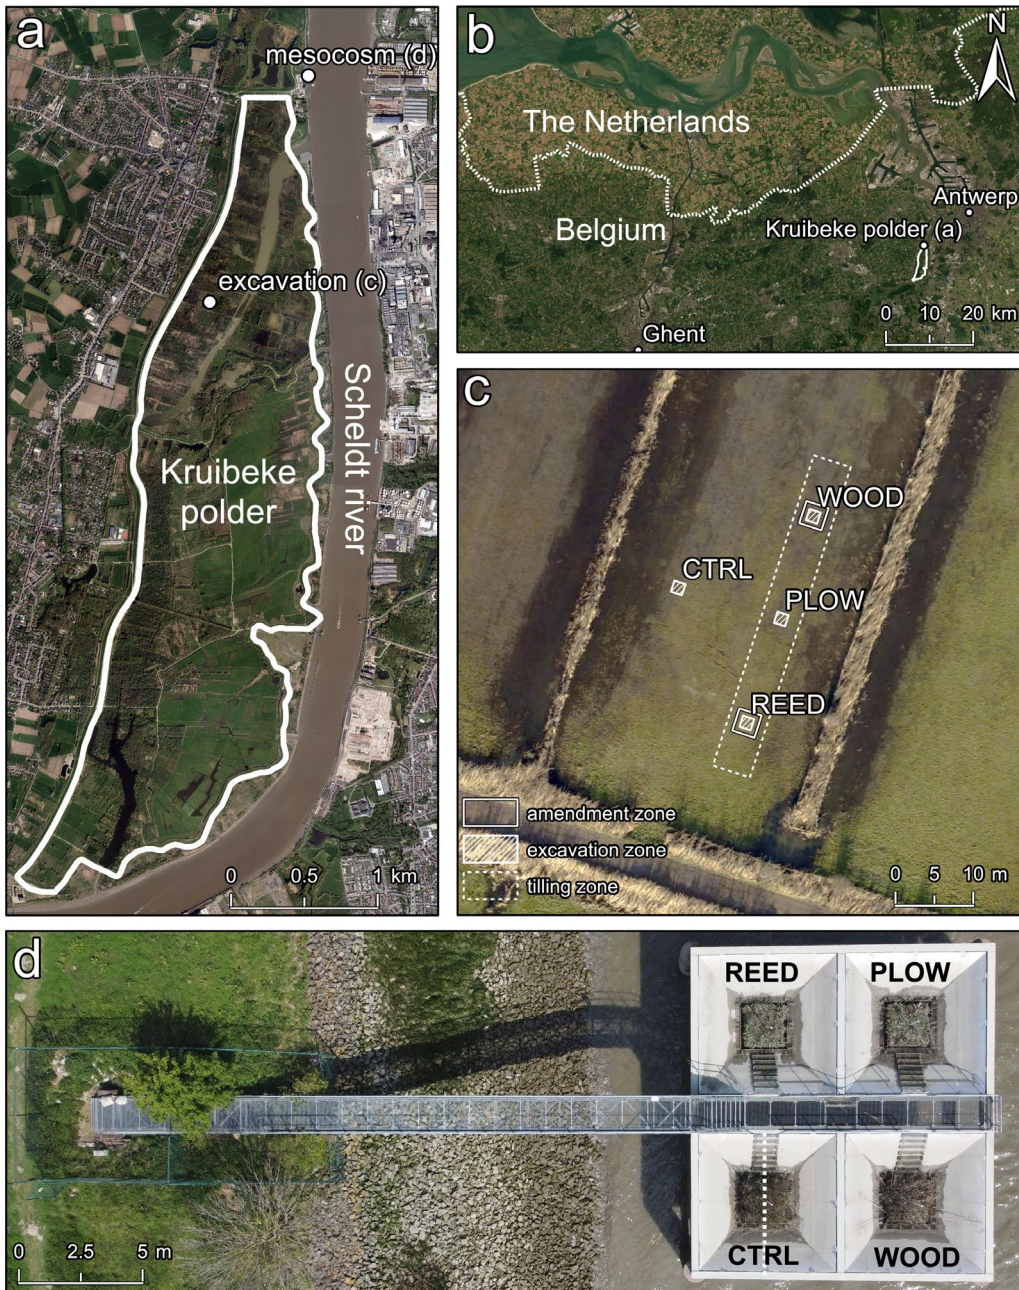 a
mesocosm (d)
excavation (c)
Kruibeke
polder
Scheldt river
0 0.5 1 km
b
N
The Netherlands
Belgium
Antwerp
Kruibeke polder (a)
0 10 20 km
Ghent
c
WOOD
CTRL
PLOW
REED
amendment zone
excavation zone
tilling zone
0 5 10 m
d
REED PLOW
0 2.5 5 m
CTRL WOOD